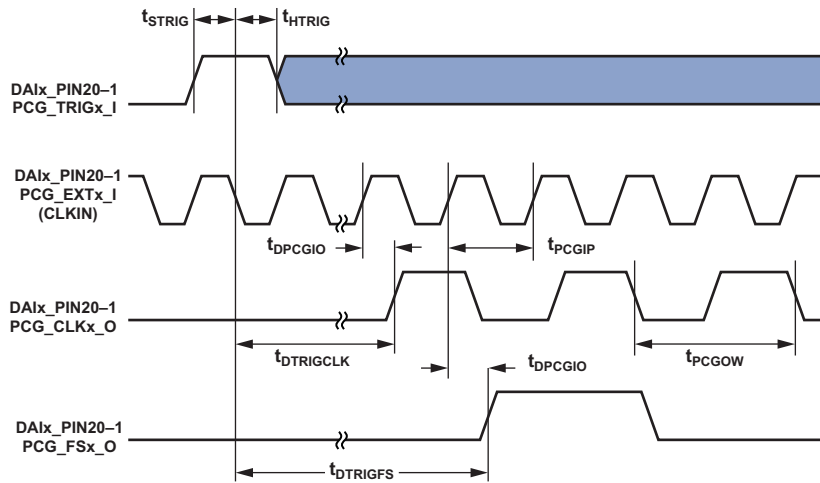 tSTRIG
tHTRIG
DAIx_PIN20–1
PCG_TRIGx_I
DAIx_PIN20–1
PCG_EXTx_I
(CLKIN)
tDPCGIO
tPCGIP
DAIx_PIN20–1
PCG_CLKx_O
tDTRIGCLK
tDPCGIO
tPCGOW
DAIx_PIN20–1
PCG_FSx_O
tDTRIGFS